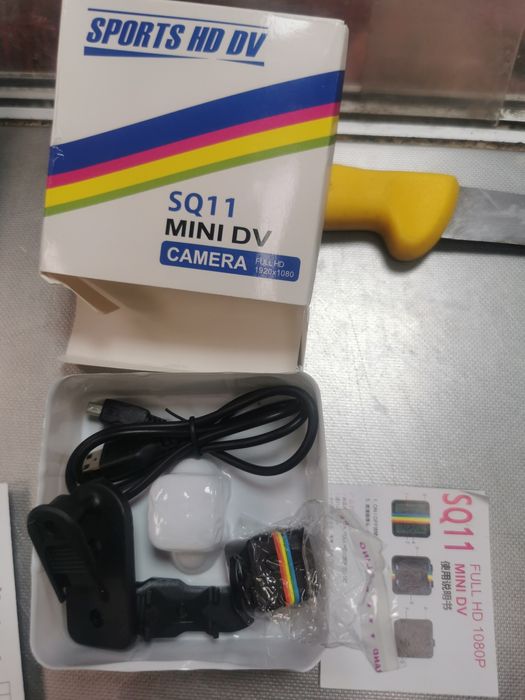 SPORTS HD DV
SQ11
MINI DV
CAMERA FULL HD
1920x1080
SQ11
FULL HD 1080P
MINI DV
使用说明书